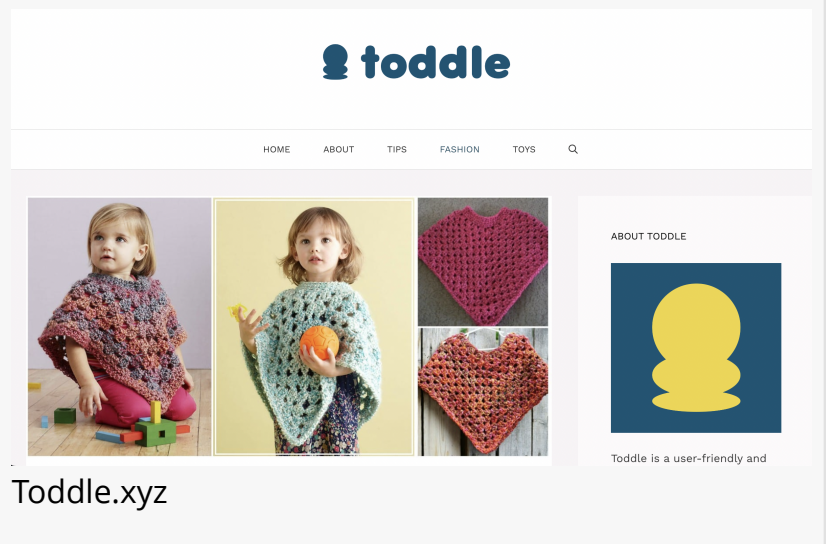 toddle
HOME ABOUT TIPS FASHION TOYS
ABOUT TODDLE
Toddle is a user-friendly and
Toddle.xyz